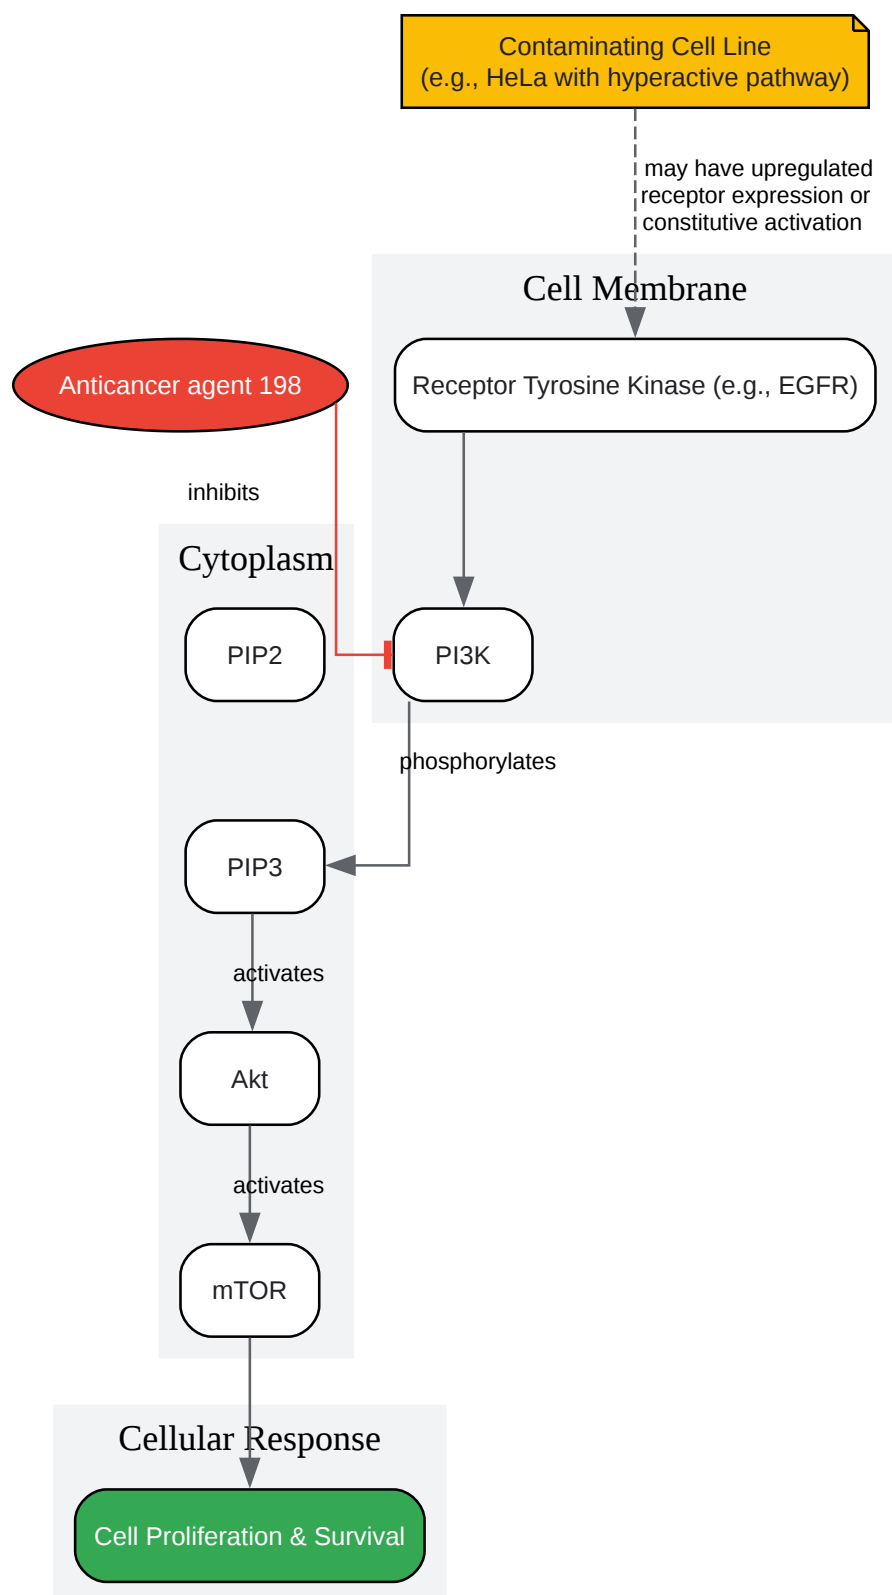 Contaminating Cell Line
(e.g., HeLa with hyperactive pathway)
may have upregulated
receptor expression or
constitutive activation
Cell Membrane
Anticancer agent 198
Receptor Tyrosine Kinase (e.g., EGFR)
inhibits
Cytoplasm
PIP2
PI3K
phosphorylates
PIP3
activates
Akt
activates
mTOR
Cellular Response
Cell Proliferation & Survival